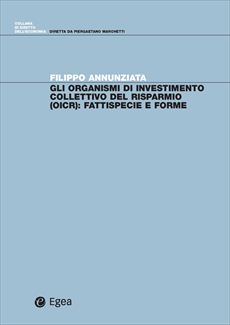 COLLANA
DI DIRITTO
DELL'ECONOMIA
DIRETTA DA PIERGAETANO MARCHETTI
FILIPPO ANNUNZIATA
GLI ORGANISMI DI INVESTIMENTO
COLLETTIVO DEL RISPARMIO
(OICR): FATTISPECIE E FORME
Egea